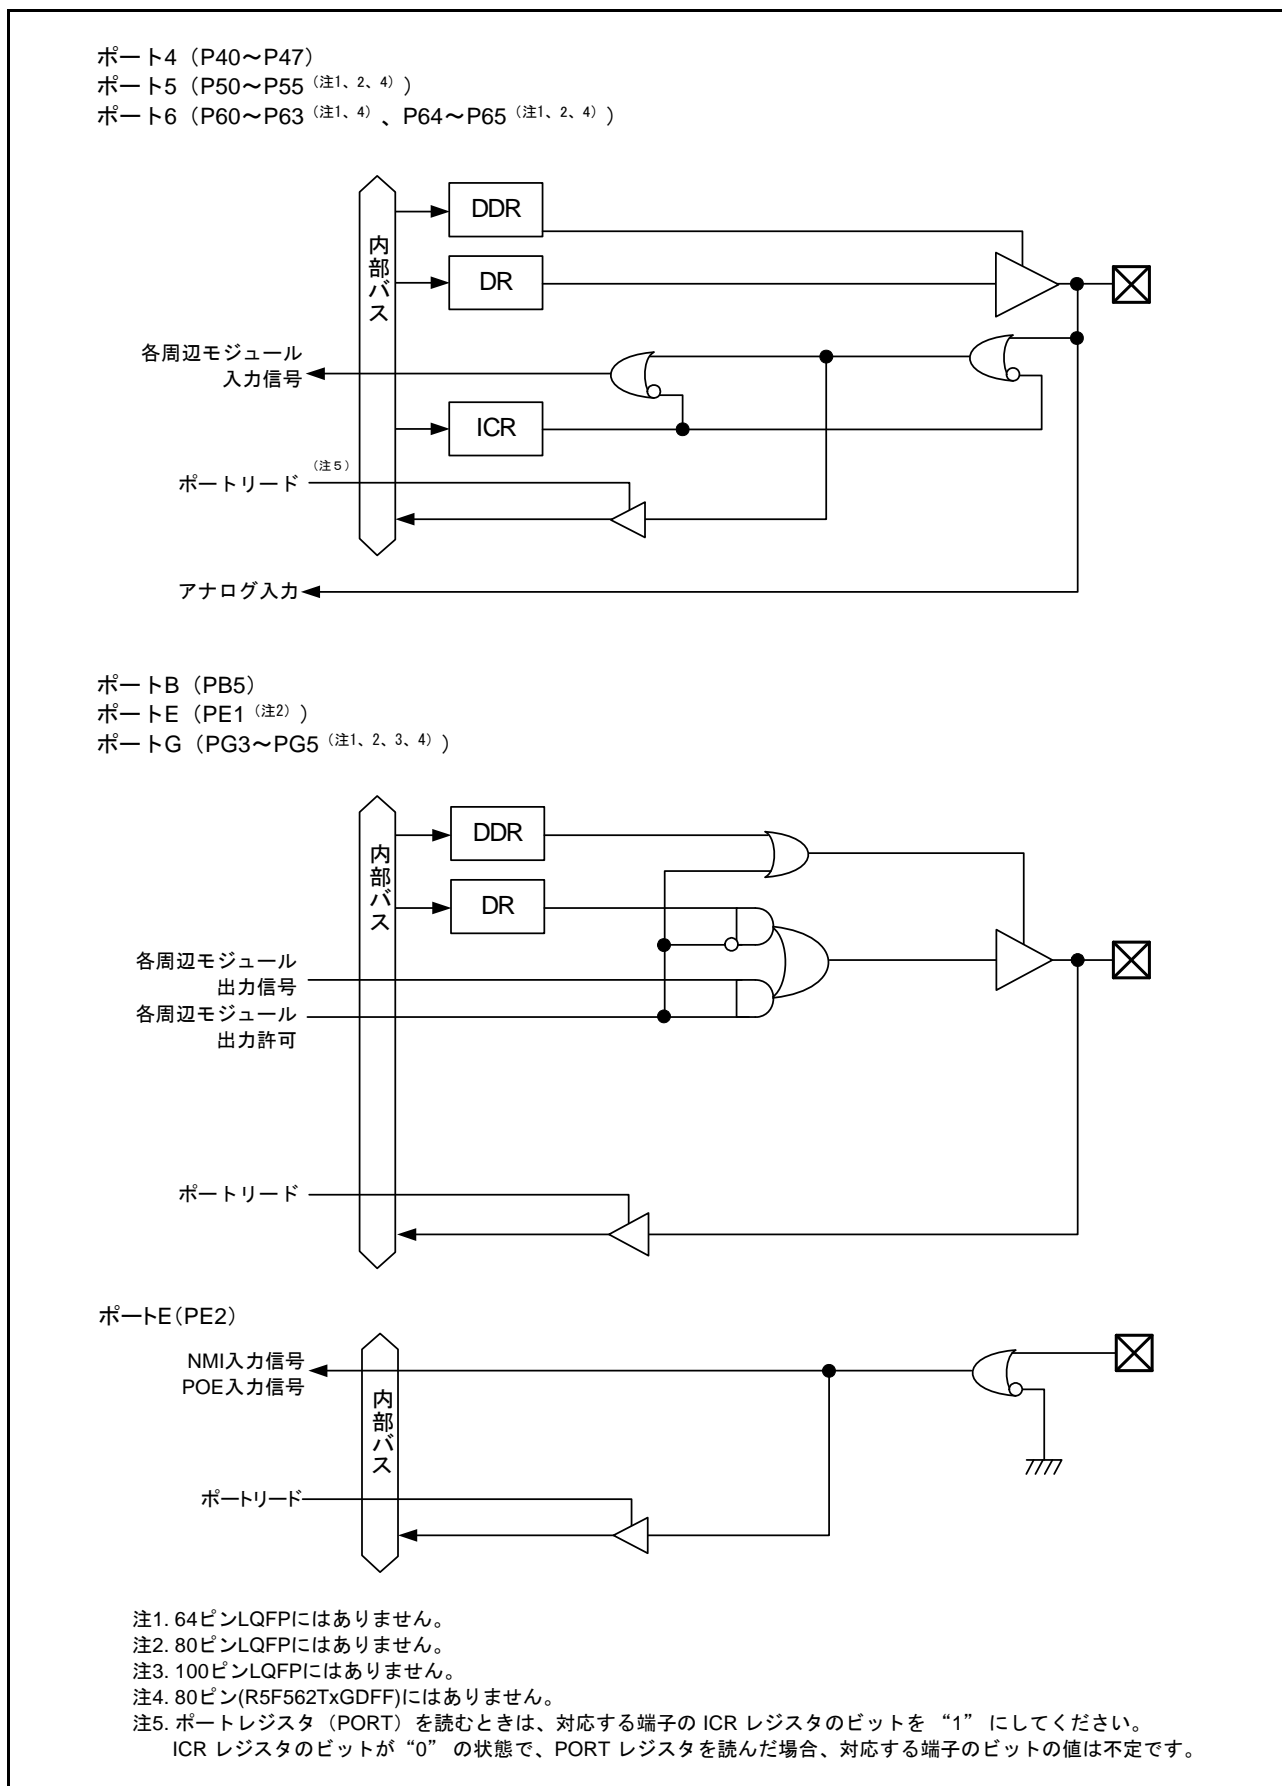 ポート4（P40～P47）
ポート5（P50～P55（注1、2、4））
ポート6（P60～P63（注1、4）、P64～P65（注1、2、4））
DDR
内部バス
DR
各周辺モジュール
入力信号
ICR
ポートリード（注5）
アナログ入力
ポートB（PB5）
ポートE（PE1（注2））
ポートG（PG3～PG5（注1、2、3、4））
DDR
内部バス
DR
各周辺モジュール
出力信号
各周辺モジュール
出力許可
ポートリード
ポートE（PE2）
NMI入力信号
POE入力信号
内部バス
ポートリード
注1. 64ピンLQFPにはありません。
注2. 80ピンLQFPにはありません。
注3. 100ピンLQFPにはありません。
注4. 80ピン(R5F562TxGDFF)にはありません。
注5. ポートレジスタ（PORT）を読むときは、対応する端子の ICR レジスタのビットを “1” にしてください。
ICR レジスタのビットが “0” の状態で、PORT レジスタを読んだ場合、対応する端子のビットの値は不定です。